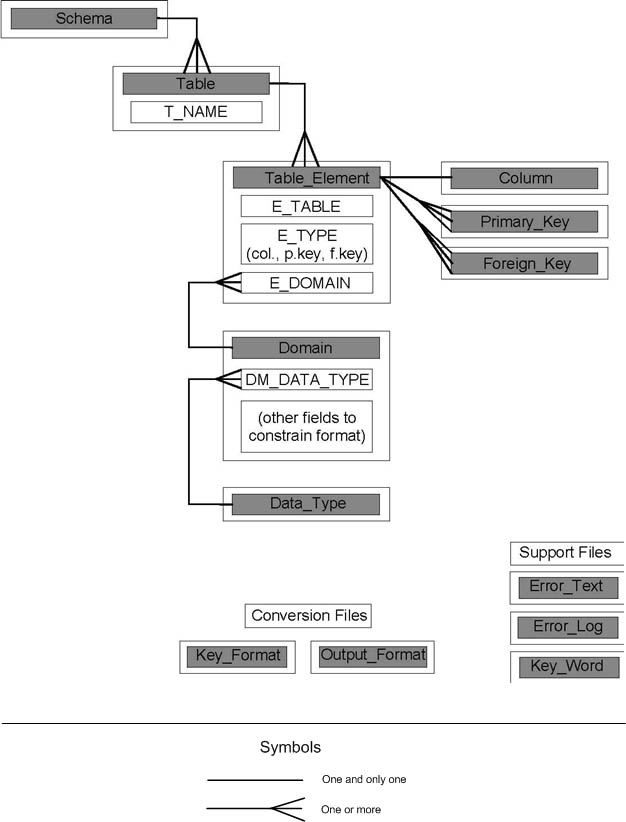 Schema
Table
T_NAME
Table_Element
E_TABLE
E_TYPE
(col., p.key, f.key)
E_DOMAIN
Column
Primary_Key
Foreign_Key
Domain
DM_DATA_TYPE
(other fields to
constrain format)
Data_Type
Support Files
Error_Text
Error_Log
Key_Word
Conversion Files
Key_Format
Output_Format
Symbols
One and only one
One or more